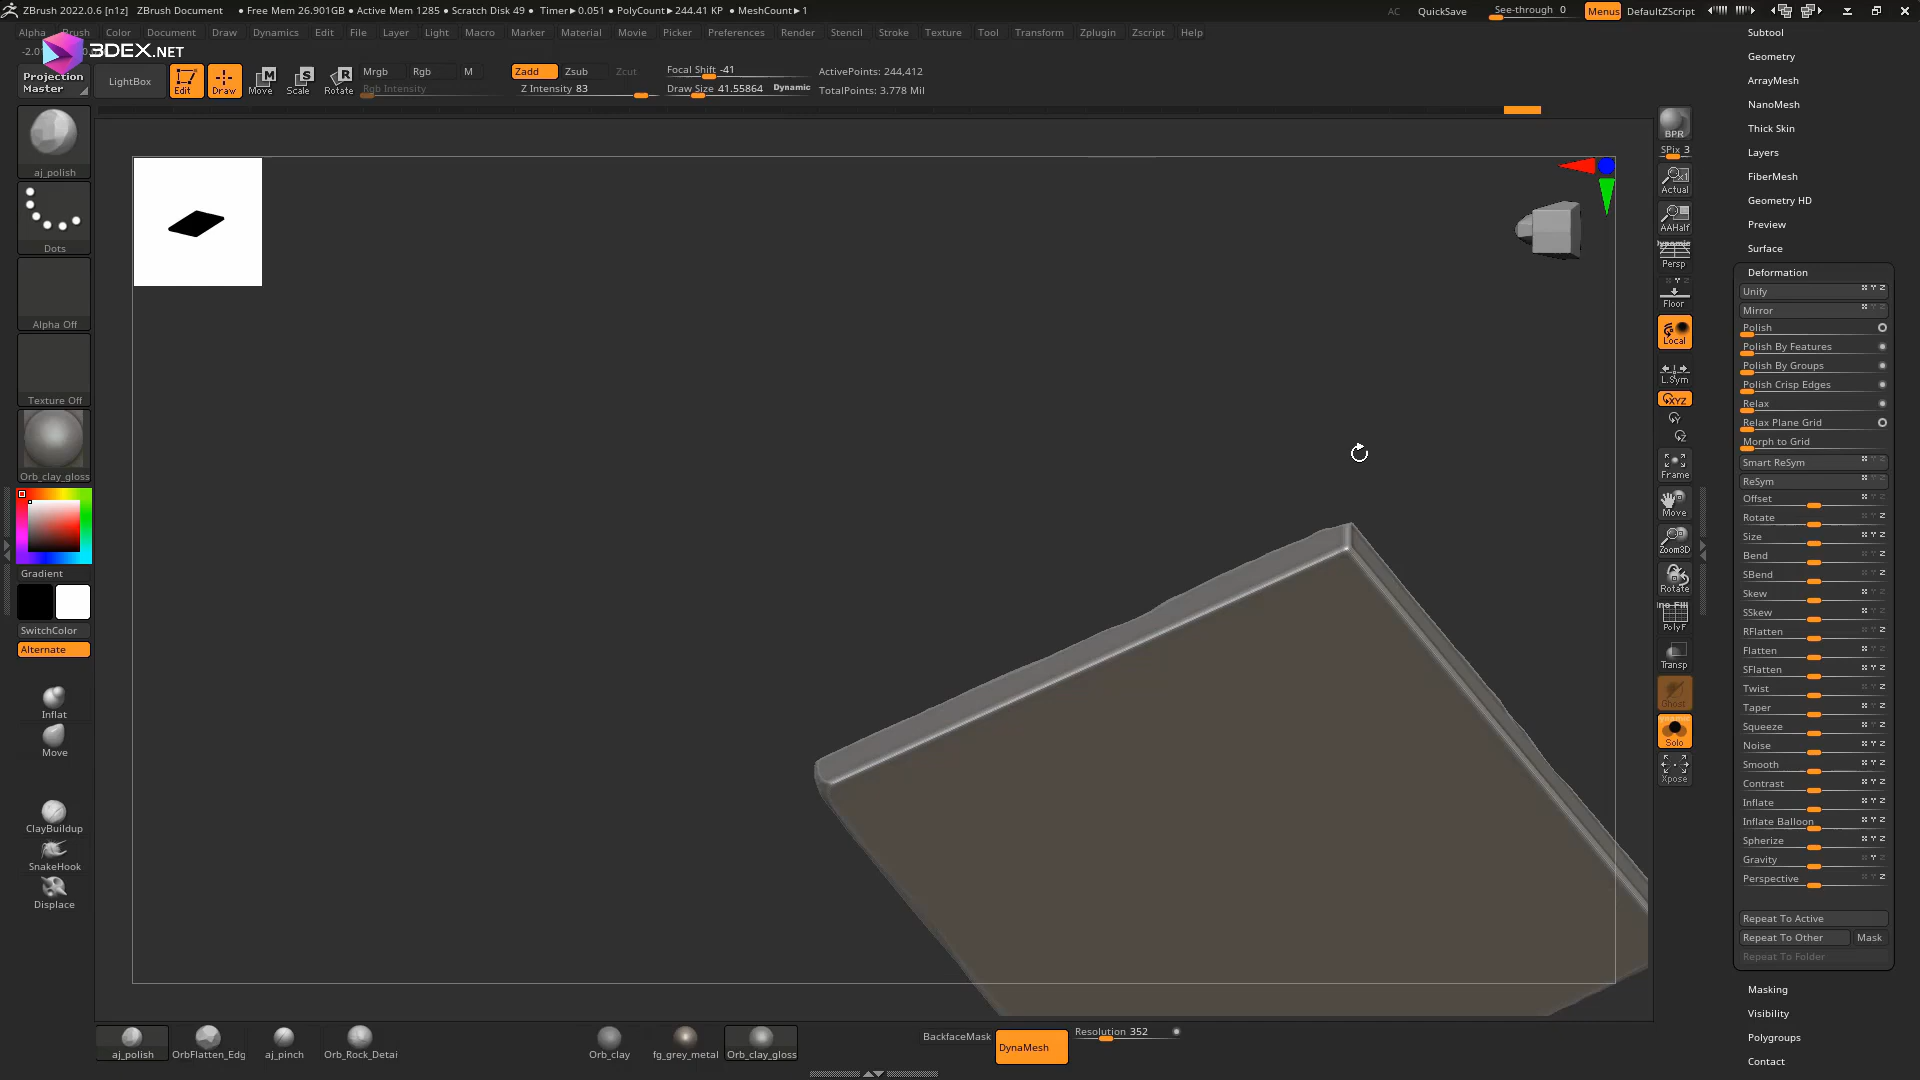 ZBrush 2022.0.6 [n1z]   ZBrush Document   • Free Mem 26.901GB • Active Mem 1285 • Scratch Disk 49 • Timer►0.051 • PolyCount►244.41 KP • MeshCount►1   AC   QuickSave   See-through 0   Menus   DefaultZScript
Alpha   Brush   Color   Document   Draw   Dynamics   Edit   File   Layer   Light   Macro   Marker   Material   Movie   Picker   Preferences   Render   Stencil   Stroke   Texture   Tool   Transform   Zplugin   Zscript   Help
3DEX.NET
Projection Master
LightBox
Edit
Draw
Move
Scale
Rotate
Mrgb   Rgb   M
Rgb Intensity
Zadd   Zsub   Zcut
Z Intensity 83
Focal Shift -41
Draw Size 41.55864   Dynamic
ActivePoints: 244,412
TotalPoints: 3.778 Mil
aj_polish
Dots
Alpha Off
Texture Off
Orb_clay_gloss
Gradient
SwitchColor
Alternate
Inflat
Move
ClayBuildup
SnakeHook
Displace
BPR
SPix 3
Actual
AAHalf
Dynamic
Persp
Floor
Local
L.Sym
XYZ
Y
Z
Frame
Move
Zoom3D
Rotate
PolyF
Transp
Ghost
Dynamic
Solo
Xpose
Subtool
Geometry
ArrayMesh
NanoMesh
Thick Skin
Layers
FiberMesh
Geometry HD
Preview
Surface
Deformation
Unify
Mirror
Polish
Polish By Features
Polish By Groups
Polish Crisp Edges
Relax
Relax Plane Grid
Morph to Grid
Smart ReSym
ReSym
Offset
Rotate
Size
Bend
SBend
Skew
SSkew
RFlatten
Flatten
SFlatten
Twist
Taper
Squeeze
Noise
Smooth
Contrast
Inflate
Inflate Balloon
Spherize
Gravity
Perspective
Repeat To Active
Repeat To Other   Mask
Repeat To Folder
Masking
Visibility
Polygroups
Contact
aj_polish   OrbFlatten_Edg   aj_pinch   Orb_Rock_Detai   Orb_clay   fg_grey_metal   Orb_clay_gloss
BackfaceMask
DynaMesh
Resolution 352